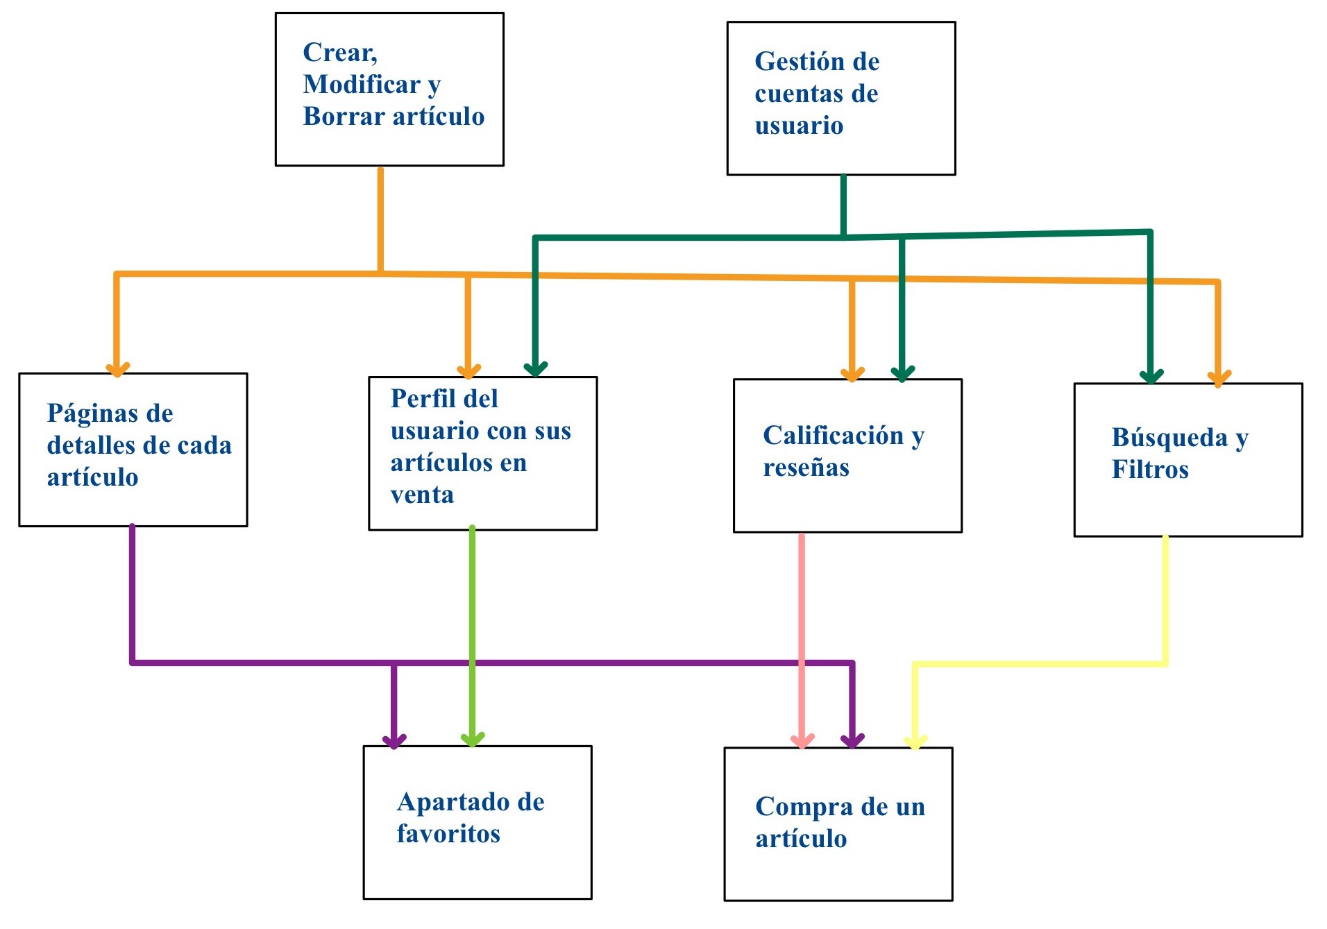 Crear,
Modificar y
Borrar artículo
Gestión de
cuentas de
usuario
Páginas de
detalles de cada
artículo
Perfil del
usuario con sus
artículos en
venta
Calificación y
reseñas
Búsqueda y
Filtros
Apartado de
favoritos
Compra de un
artículo